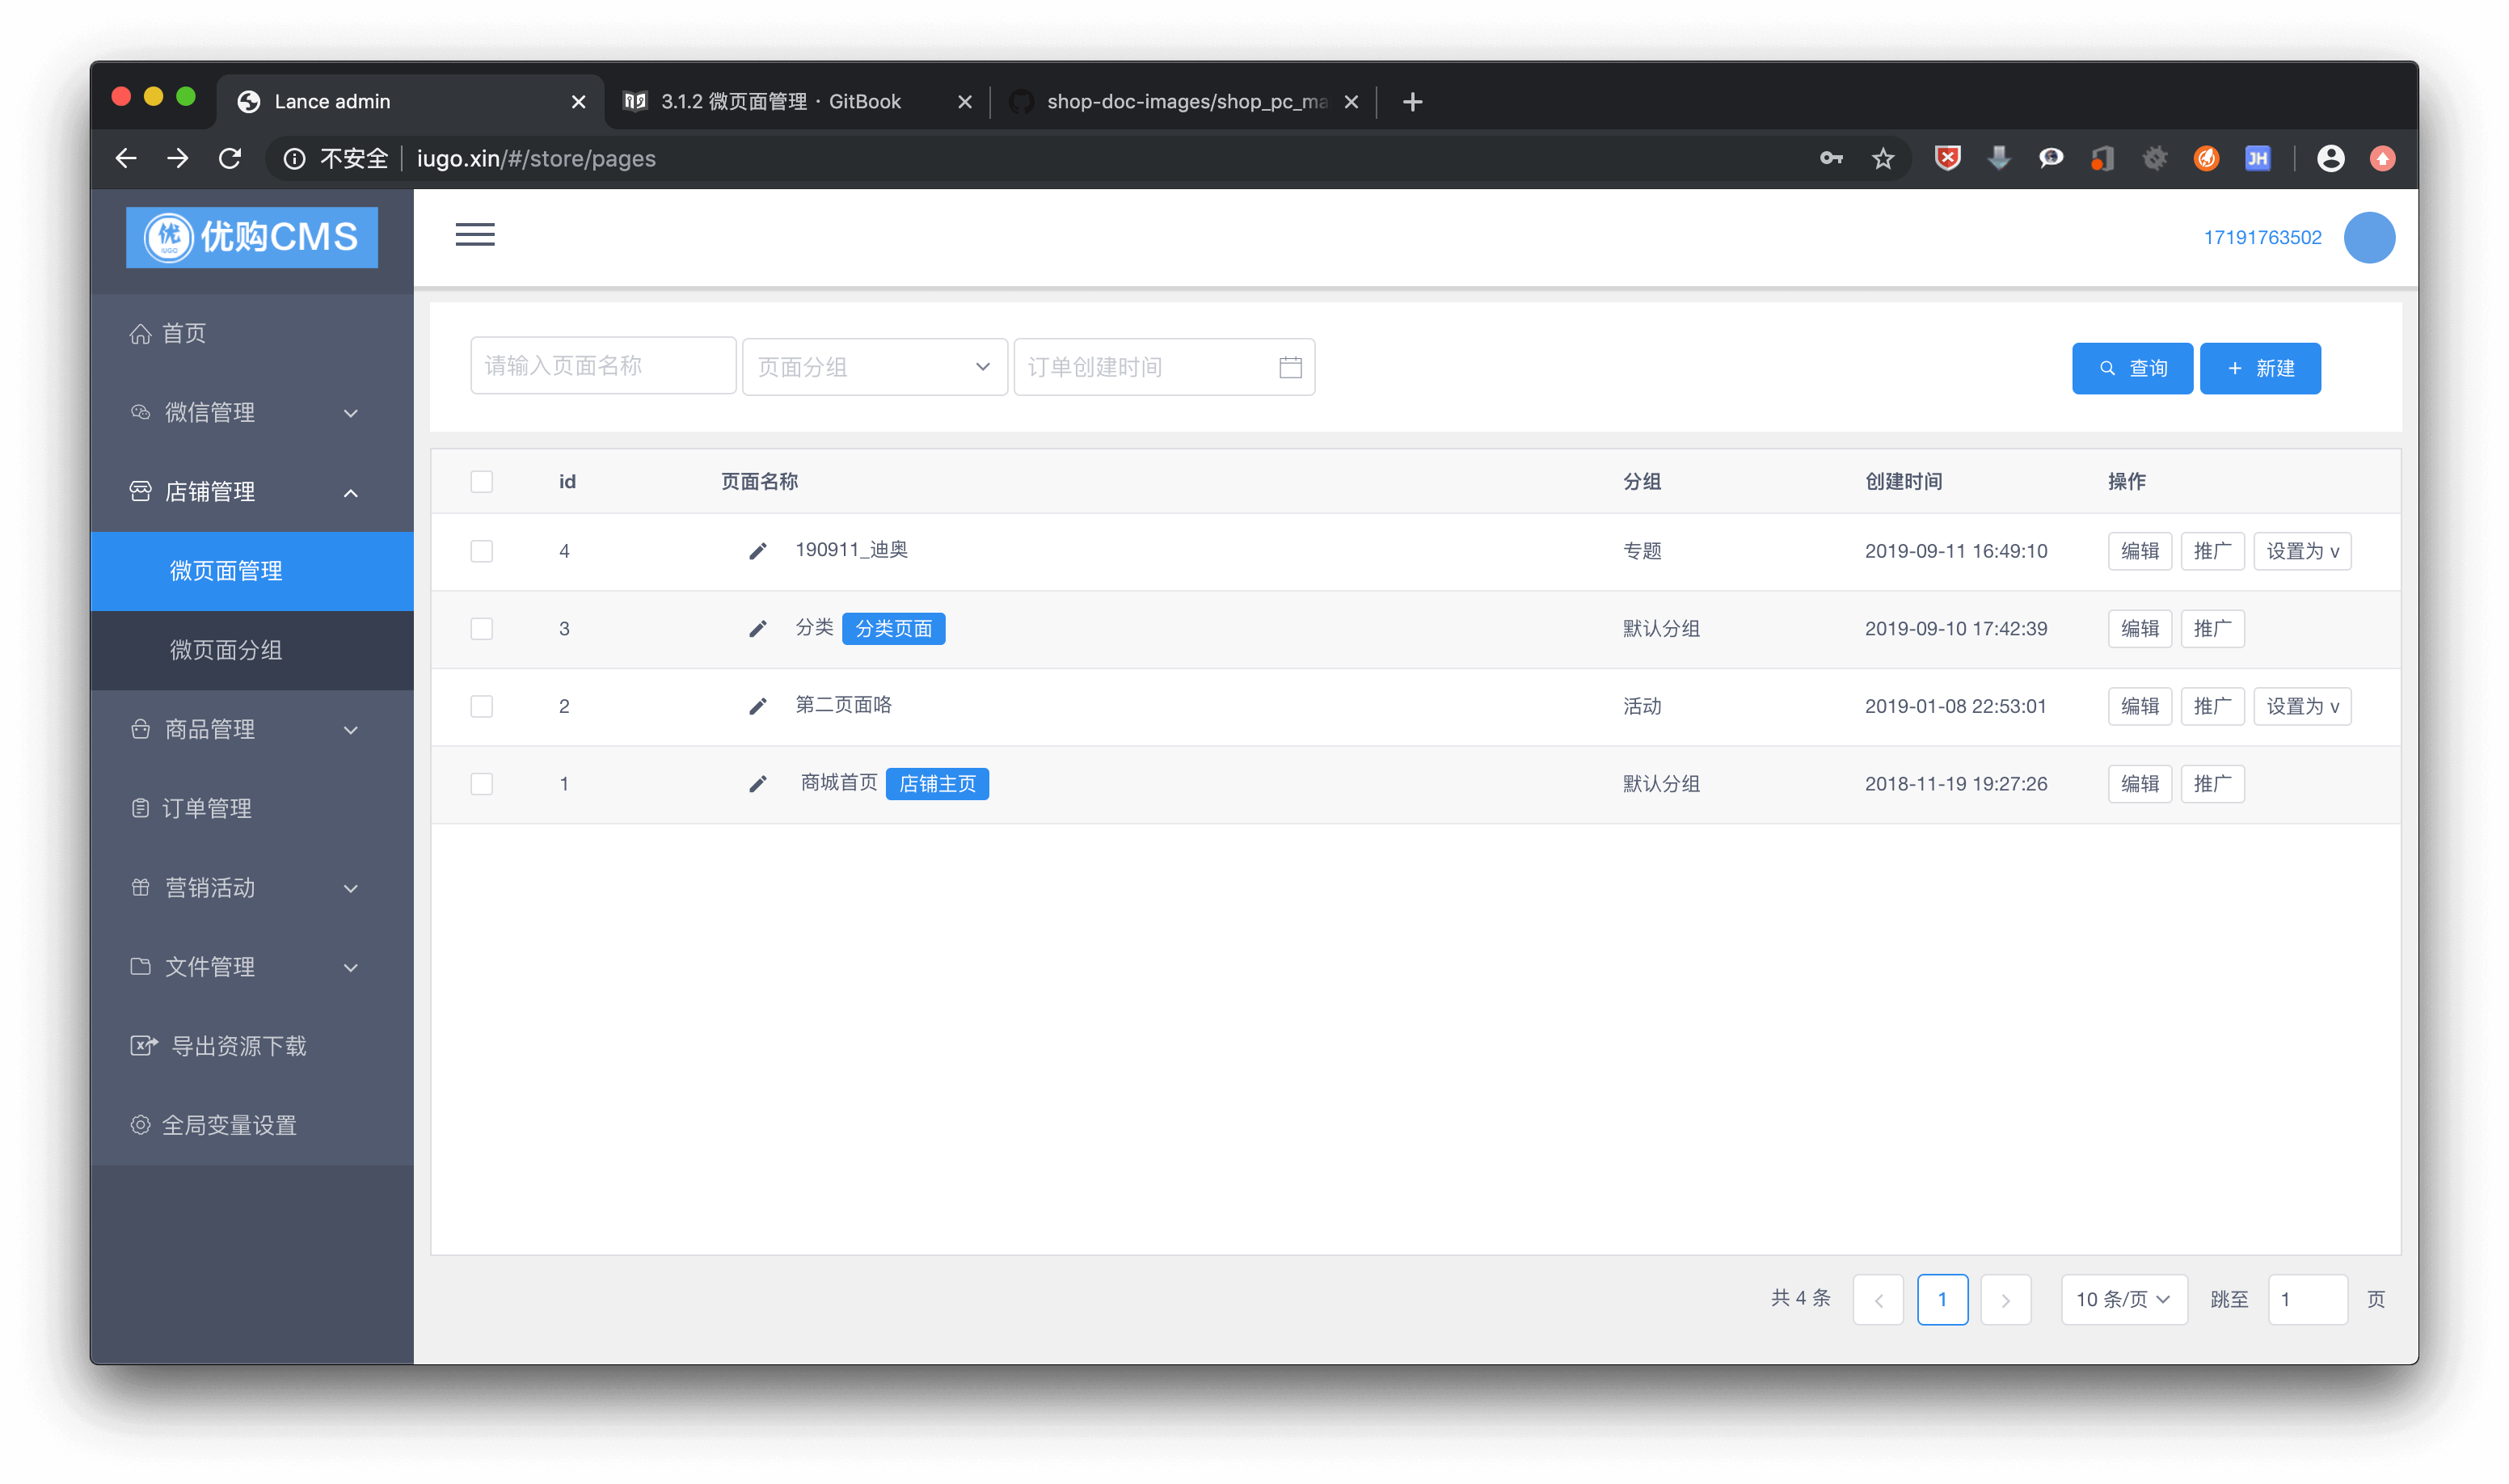 Lance admin
3.1.2 微页面管理 · GitBook
shop-doc-images/shop_pc_ma
不安全
iugo.xin/#/store/pages
JH
优 IUGO 优购CMS
17191763502
首页
微信管理
店铺管理
微页面管理
微页面分组
商品管理
订单管理
营销活动
文件管理
导出资源下载
全局变量设置
请输入页面名称 页面分组 订单创建时间 查询 + 新建
id 页面名称 分组 创建时间 操作
4 190911_迪奥 专题 2019-09-11 16:49:10 编辑 推广 设置为 v
3 分类 分类页面 默认分组 2019-09-10 17:42:39 编辑 推广
2 第二页面咯 活动 2019-01-08 22:53:01 编辑 推广 设置为 v
1 商城首页 店铺主页 默认分组 2018-11-19 19:27:26 编辑 推广
共 4 条 1 10 条/页 跳至 1 页